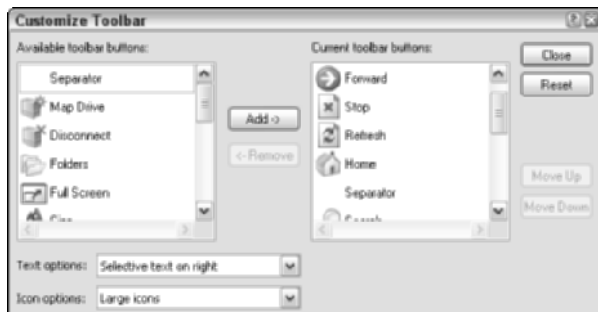 Customize Toolbar
Available toolbar buttons:
Separator
Map Drive
Disconnect
Folders
Full Screen
Add ->
<- Remove
Current toolbar buttons:
Forward
Stop
Refresh
Home
Separator
Search
Close
Reset
Move Up
Move Down
Text options: Selective text on right
Icon options: Large icons